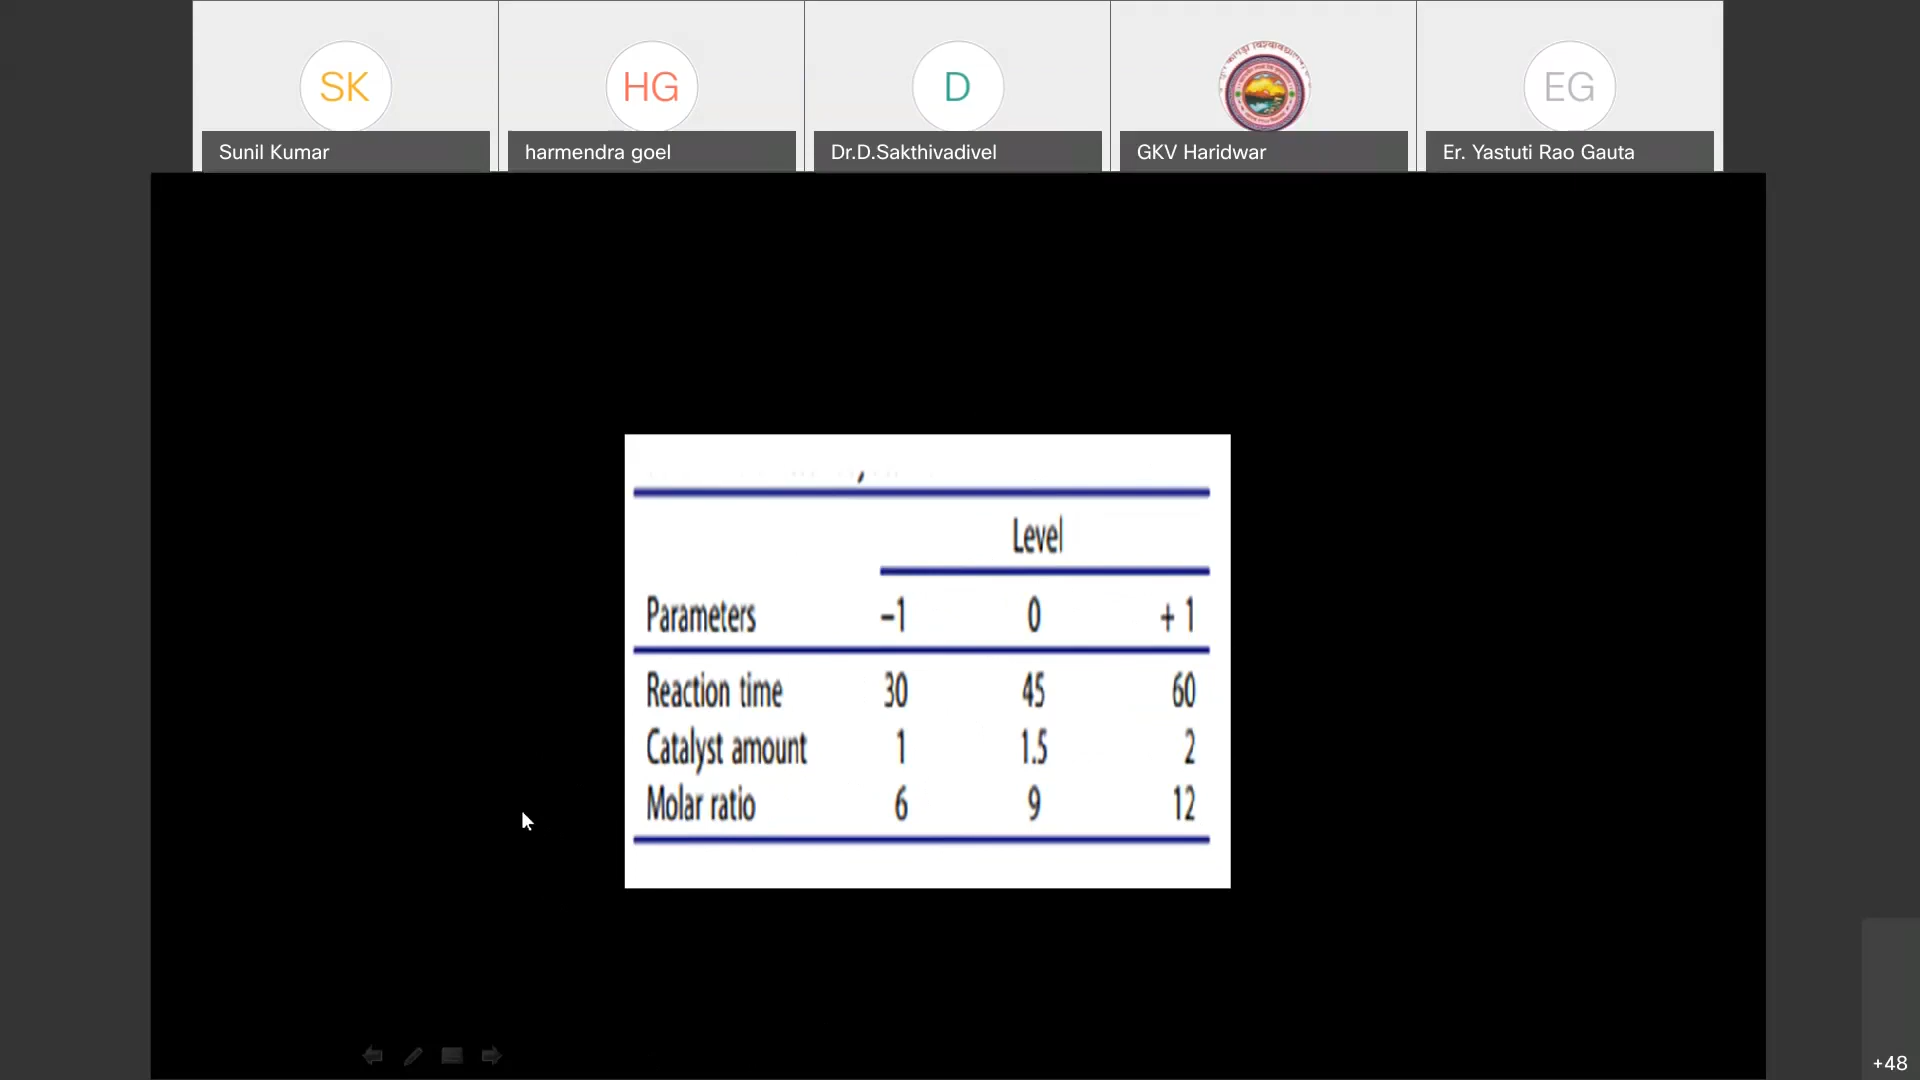 SK
HG
D
EG
Sunil Kumar
harmendra goel
Dr.D.Sakthivadivel
GKV Haridwar
Er. Yastuti Rao Gauta
Level
Parameters −1 0 + 1
Reaction time 30 45 60
Catalyst amount 1 1.5 2
Molar ratio 6 9 12
+48